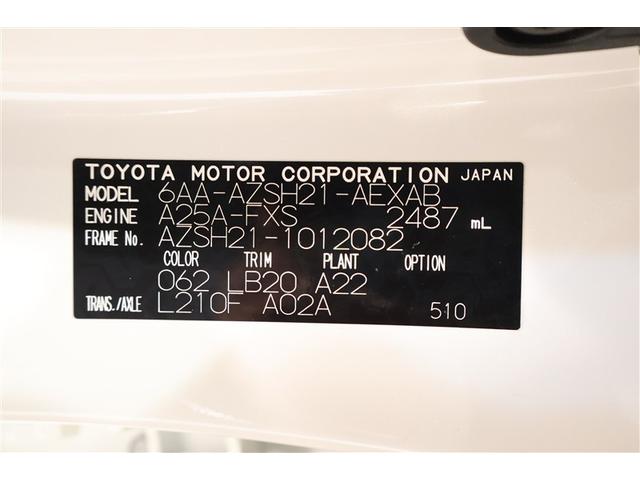 TOYOTA MOTOR CORPORATION JAPAN
MODEL 6AA-AZSH21-AEXAB
ENGINE A25A-FXS 2487 mL
FRAME No. AZSH21-1012082
COLOR TRIM PLANT OPTION
062 LB20 A22
TRANS./AXLE L210F A02A 510